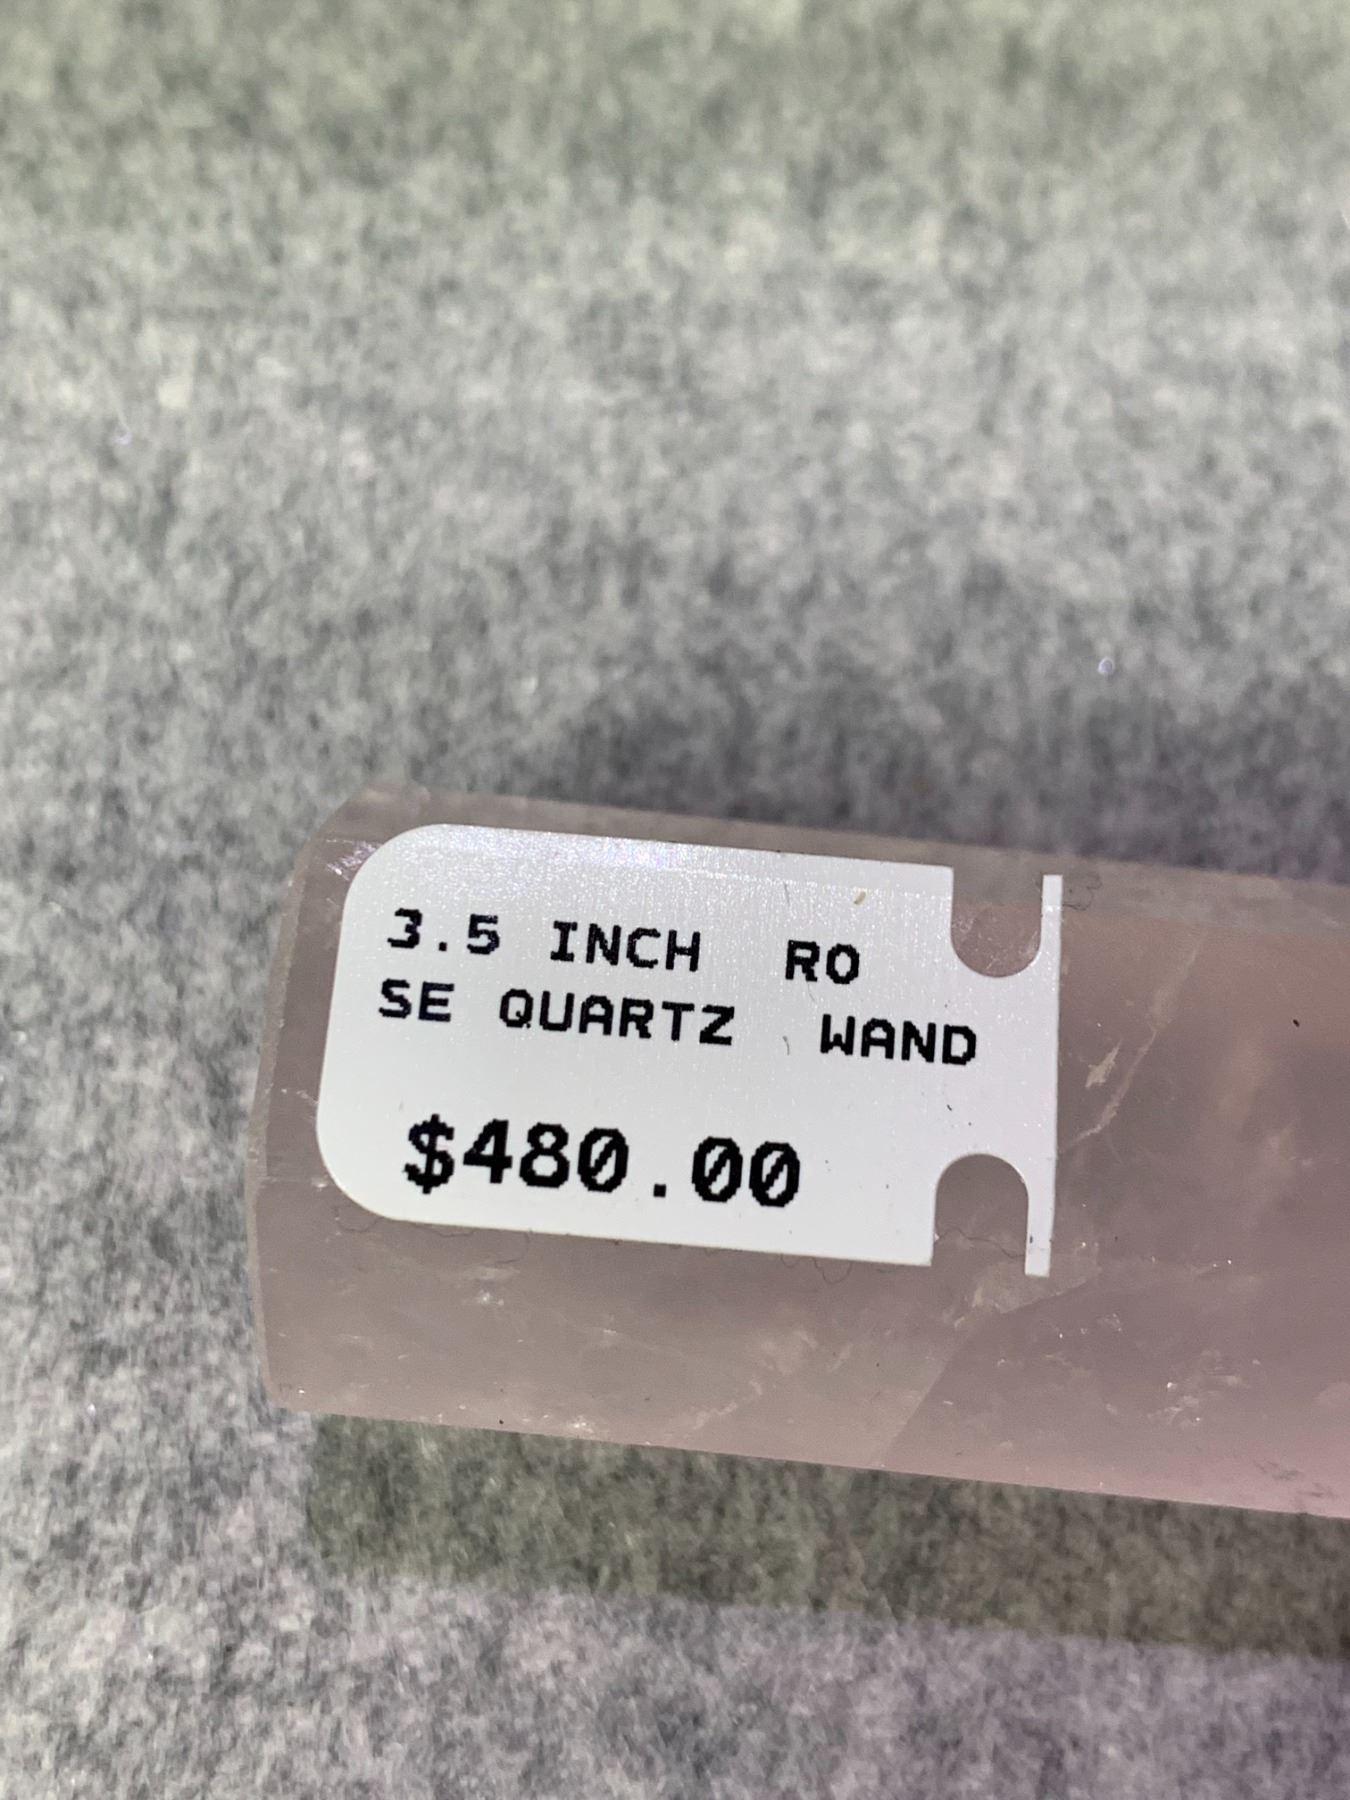 3.5 INCH RO
SE QUARTZ WAND
$480.00